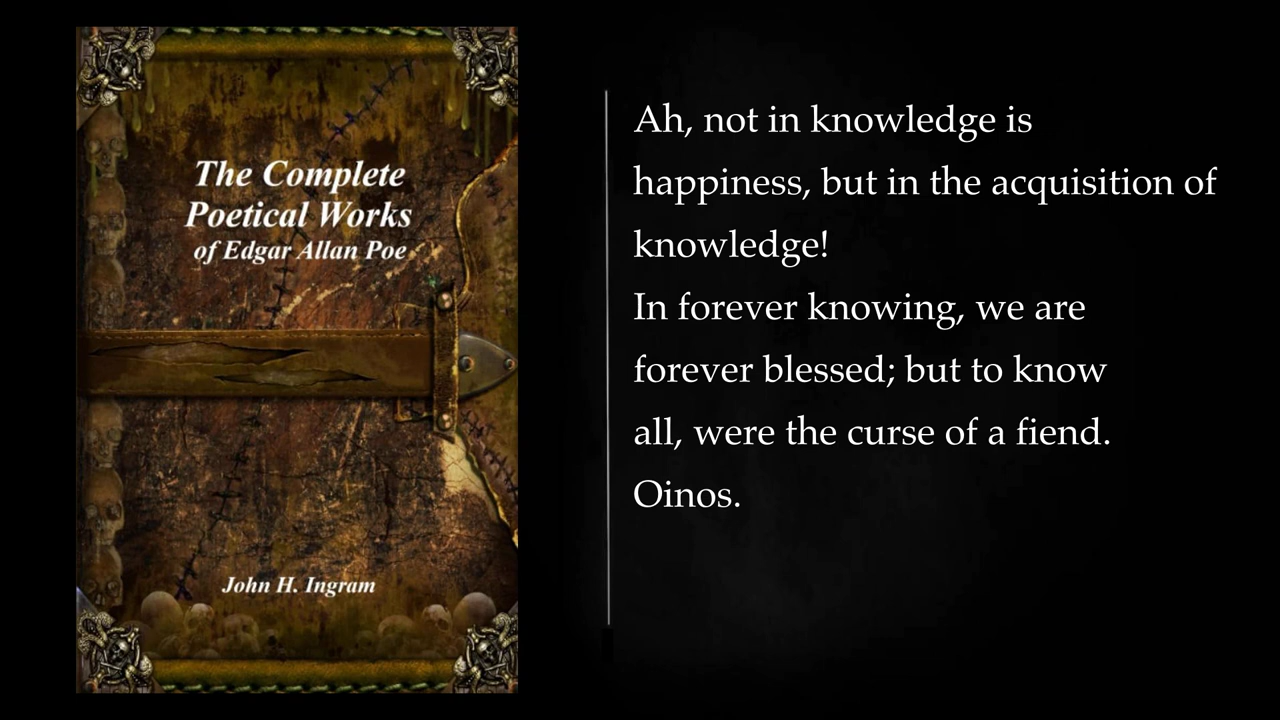 The Complete
Poetical Works
of Edgar Allan Poe
John H. Ingram
Ah, not in knowledge is
happiness, but in the acquisition of
knowledge!
In forever knowing, we are
forever blessed; but to know
all, were the curse of a fiend.
Oinos.